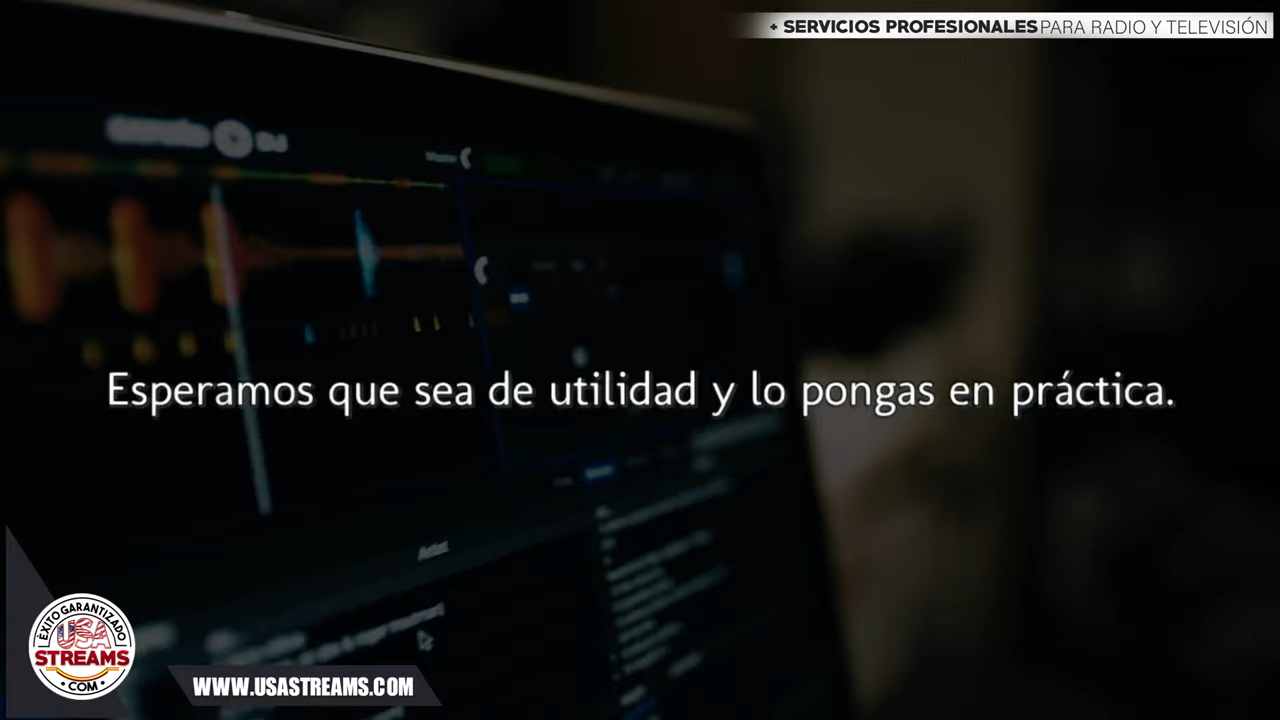 + SERVICIOS PROFESIONALES PARA RADIO Y TELEVISIÓN
Esperamos que sea de utilidad y lo pongas en práctica.
ÉXITO GARANTIZADO
USA
STREAMS
• COM •
WWW.USASTREAMS.COM